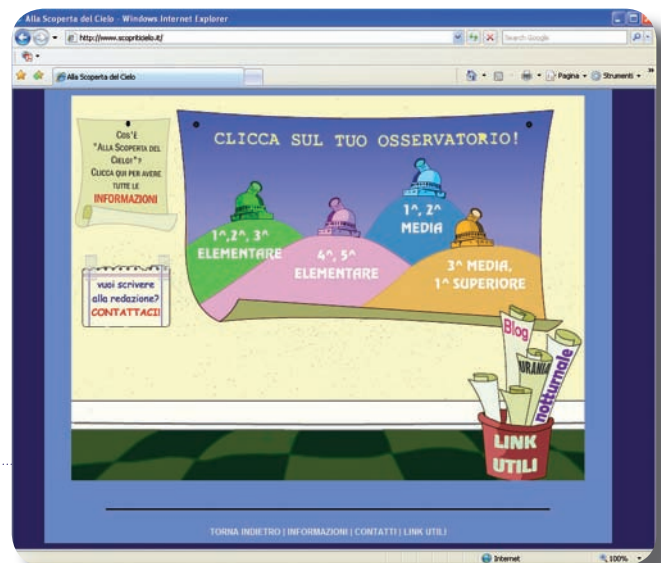 Alla Scoperta del Cielo - Windows Internet Explorer
http://www.scopriticielo.it/
Search Google
Alla Scoperta del Cielo
Pagina
Strumenti
»
Cos'è
"Alla Scoperta del
Cielo!"?
Clicca qui per avere
tutte le
INFORMAZIONI
CLICCA SUL TUO OSSERVATORIO!
1^,2^, 3^
ELEMENTARE
4^, 5^
ELEMENTARE
1^, 2^
MEDIA
3^ MEDIA,
1^ SUPERIORE
vuoi scrivere
alla redazione?
CONTATTACI!
Blog
URANIA
notturnale
LINK
UTILI
TORNA INDIETRO | INFORMAZIONI | CONTATTI | LINK UTILI
Internet
100%